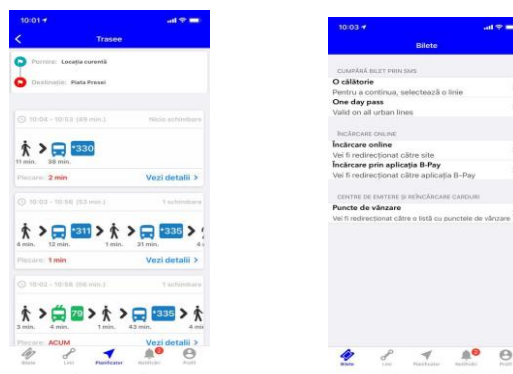 10:01
Trasee
Pornire: Locația curentă
Destinație: Piata Presei
10:04 - 10:53 (49 min.) Nicio schimbare
*330
11 min. 38 min.
Plecare: 2 min Vezi detalii >
10:03 - 10:56 (53 min.) 1 schimbare
*311 *335
4 min. 12 min. 1 min. 31 min.
Plecare: 1 min Vezi detalii >
10:02 - 10:58 (56 min.) 1 schimbare
79 *335
3 min. 4 min. 1 min. 43 min. 4 min
Plecare: ACUM Vezi detalii >
Bilete Linii Planificator Notificări Profil
10:03
Bilete
CUMPĂRĂ BILET PRIN SMS
O călătorie
Pentru a continua, selectează o linie
One day pass
Valid on all urban lines
ÎNCĂRCARE ONLINE
Încărcare online
Vei fi redirecționat către site
Încărcare prin aplicația B-Pay
Vei fi redirecționat către aplicația B-Pay
CENTRE DE EMITERE ȘI REÎNCĂRCARE CARDURI
Puncte de vânzare
Vei fi redirecționat către o listă cu punctele de vânzare
Bilete Linii Planificator Notificări Profil